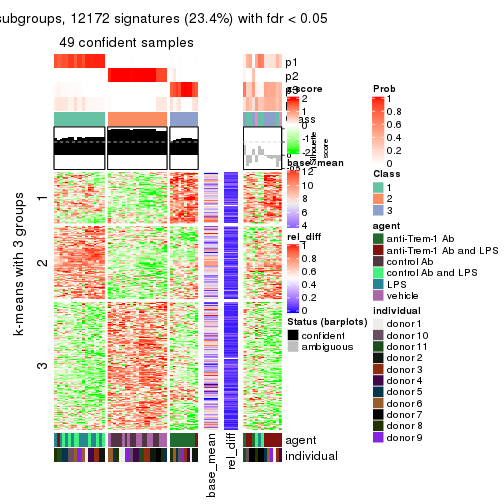 subgroups, 12172 signatures (23.4%) with fdr < 0.05
49 confident samples
p1
p2
z-score
2
1
0
-1
-2
Silhouette
score
base_mean
12
10
8
6
4
rel_diff
1
0.8
0.6
0.4
0.2
0
Status (barplots)
confident
ambiguous
Prob
1
0.8
0.6
0.4
0.2
0
Class
1
2
3
agent
anti-Trem-1 Ab
anti-Trem-1 Ab and LPS
control Ab
control Ab and LPS
LPS
vehicle
individual
donor 1
donor 10
donor 11
donor 2
donor 3
donor 4
donor 5
donor 6
donor 7
donor 8
donor 9
k-means with 3 groups
1
2
3
agent
individual
base_mean
rel_diff